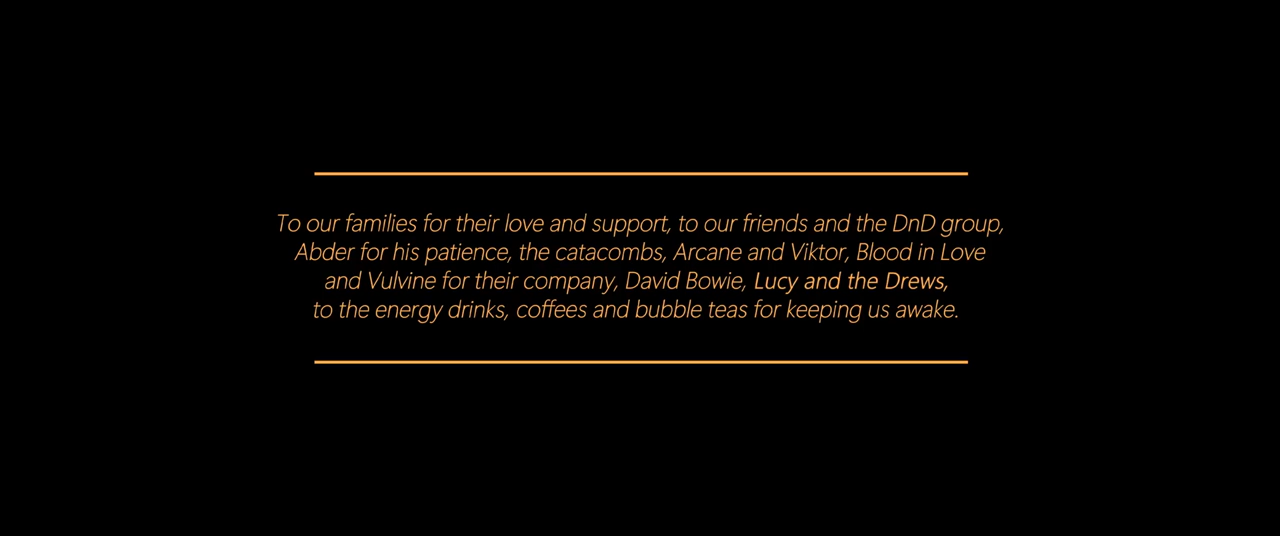 To our families for their love and support, to our friends and the DnD group,
Abder for his patience, the catacombs, Arcane and Viktor, Blood in Love
and Vulvine for their company, David Bowie, Lucy and the Drews,
to the energy drinks, coffees and bubble teas for keeping us awake.